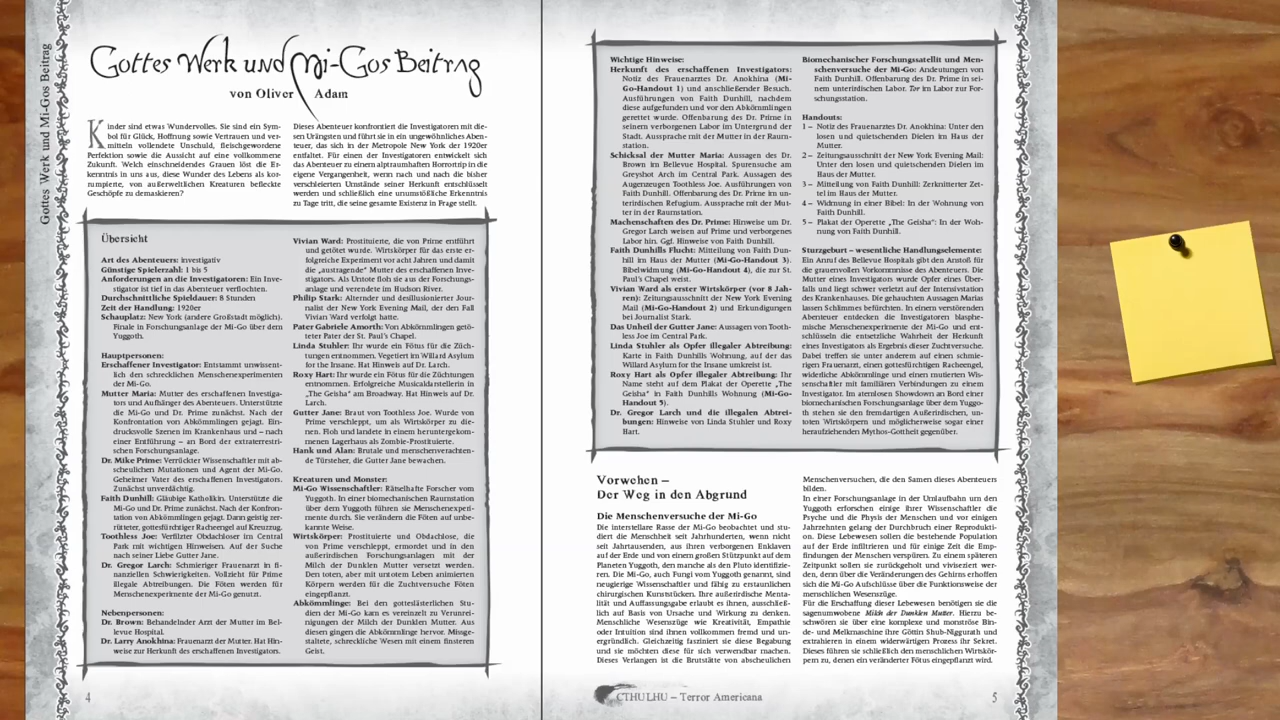 Gottes Werk und Mi-Gos Beitrag
Gottes Werk und Mi-Gos Beitrag
von Oliver Adam
Kinder sind etwas Wundervolles. Sie sind ein Sym-
bol für Glück, Hoffnung sowie Vertrauen und ver-
mitteln vollendete Unschuld, fleischgewordene
Perfektion sowie die Aussicht auf eine vollkommene
Zukunft. Welch einschneidendes Grauen löst die Er-
kenntnis in uns aus, diese Wunder des Lebens als kor-
rumpierte, von außerweltlichen Kreaturen befleckte
Geschöpfe zu demaskieren?
Dieses Abenteuer konfrontiert die Investigatoren mit die-
sen Urängsten und führt sie in ein ungewöhnliches Aben-
teuer, das sich in der Metropole New York der 1920er
entfaltet. Für einen der Investigatoren entwickelt sich
das Abenteuer zu einem alptraumhaften Horrortrip in die
eigene Vergangenheit, wenn nach und nach die bisher
verschleierten Umstände seiner Herkunft entschlüsselt
werden und schließlich eine unumstößliche Erkenntnis
zu Tage tritt, die seine gesamte Existenz in Frage stellt.
Übersicht
Art des Abenteuers: investigativ
Günstige Spielerzahl: 1 bis 5
Anforderungen an die Investigatoren: Ein Inve-
stigator ist tief in das Abenteuer verflochten.
Durchschnittliche Spieldauer: 8 Stunden
Zeit der Handlung: 1920er
Schauplatz: New York (andere Großstadt möglich).
Finale in Forschungsanlage der Mi-Go über dem
Yuggoth.
Hauptpersonen:
Erschaffener Investigator: Entstammt unwissent-
lich den schrecklichen Menschenexperimenten
der Mi-Go.
Mutter Maria: Mutter des erschaffenen Investiga-
tors und Aufhänger des Abenteuers. Unterstützte
die Mi-Go und Dr. Prime zunächst. Nach der
Konfrontation von Abkömmlingen gejagt. Ein-
drucksvolle Szenen im Krankenhaus und – nach
einer Entführung – an Bord der extraterrestri-
schen Forschungsanlage.
Dr. Mike Prime: Verrückter Wissenschaftler mit ab-
scheulichen Mutationen und Agent der Mi-Go.
Geheimer Vater des erschaffenen Investigators.
Zunächst unverdächtig.
Faith Dunhill: Gläubige Katholikin. Unterstützte die
Mi-Go und Dr. Prime zunächst. Nach der Konfron-
tation von Abkömmlingen gejagt. Dann geistig zer-
rütteter, gottesfürchtiger Racheengel auf Kreuzzug.
Toothless Joe: Verfilzter Obdachloser im Central
Park mit wichtigen Hinweisen. Auf der Suche
nach seiner Liebe Gutter Jane.
Dr. Gregor Larch: Schmieriger Frauenarzt in fi-
nanziellen Schwierigkeiten. Vollzieht für Prime
illegale Abtreibungen. Die Föten werden für
Menschenexperimente der Mi-Go genutzt.
Nebenpersonen:
Dr. Brown: Behandelnder Arzt der Mutter im Bel-
levue Hospital.
Dr. Larry Anokhina: Frauenarzt der Mutter. Hat Hin-
weise zur Herkunft des erschaffenen Investigators.
Vivian Ward: Prostituierte, die von Prime entführt
und getötet wurde. Wirtskörper für das erste er-
folgreiche Experiment vor acht Jahren und damit
die „austragende“ Mutter des erschaffenen Inves-
tigators. Als Untote floh sie aus der Forschungs-
anlage und verendete im Hudson River.
Philip Stark: Alternder und desillusionierter Jour-
nalist der New York Evening Mail, der den Fall
Vivian Ward verfolgt hatte.
Pater Gabriele Amorth: Von Abkömmlingen getö-
teter Pater der St. Paul's Chapel.
Linda Stuhler: Ihr wurde ein Fötus für die Züch-
tungen entnommen. Vegetiert im Willard Asylum
for the Insane. Hat Hinweis auf Dr. Larch.
Roxy Hart: Ihr wurde ein Fötus für die Züchtungen
entnommen. Erfolgreiche Musicaldarstellerin in
„The Geisha“ am Broadway. Hat Hinweis auf Dr.
Larch.
Gutter Jane: Braut von Toothless Joe. Wurde von
Prime verschleppt, um als Wirtskörper zu die-
nen. Floh und landete in einem heruntergekom-
menen Lagerhaus als Zombie-Prostituierte.
Hank und Alan: Brutale und menschenverachten-
de Türsteher, die Gutter Jane bewachen.
Kreaturen und Monster:
Mi-Go Wissenschaftler: Rätselhafte Forscher vom
Yuggoth. In einer biomechanischen Raumstation
über dem Yuggoth führen sie Menschenexperi-
mente durch. Sie verändern die Föten auf unbe-
kannte Weise.
Wirtskörper: Prostituierte und Obdachlose, die
von Prime verschleppt, ermordet und in den
außerirdischen Forschungsanlagen mit der
Milch der Dunklen Mutter versetzt werden.
Den toten, aber mit untotem Leben animierten
Körpern werden für die Zuchtversuche Föten
eingepflanzt.
Abkömmlinge: Bei den gotteslästerlichen Stu-
dien der Mi-Go kam es vereinzelt zu Verunrei-
nigungen der Milch der Dunklen Mutter. Aus
diesen gingen die Abkömmlinge hervor. Missge-
staltete, schreckliche Wesen mit einem finsterem
Geist.
4
Wichtige Hinweise:
Herkunft des erschaffenen Investigators:
Notiz des Frauenarztes Dr. Anokhina (Mi-
Go-Handout 1) und anschließender Besuch.
Ausführungen von Faith Dunhill, nachdem
diese aufgefunden und vor den Abkömmlingen
gerettet wurde. Offenbarung des Dr. Prime in
seinem verborgenen Labor im Untergrund der
Stadt. Aussprache mit der Mutter in der Raum-
station.
Schicksal der Mutter Maria: Aussagen des Dr.
Brown im Bellevue Hospital. Spurensuche am
Greyshot Arch im Central Park. Aussagen des
Augenzeugen Toothless Joe. Ausführungen von
Faith Dunhill. Offenbarung des Dr. Prime im un-
terirdischen Refugium. Aussprache mit der Mut-
ter in der Raumstation.
Machenschaften des Dr. Prime: Hinweise um Dr.
Gregor Larch weisen auf Prime und verborgenes
Labor hin. Ggf. Hinweise von Faith Dunhill.
Faith Dunhills Flucht: Mitteilung von Faith Dun-
hill im Haus der Mutter (Mi-Go-Handout 3).
Bibelwidmung (Mi-Go-Handout 4), die zur St.
Paul's Chapel weist.
Vivian Ward als erster Wirtskörper (vor 8 Jah-
ren): Zeitungsausschnitt der New York Evening
Mail (Mi-Go-Handout 2) und Erkundigungen
bei Journalist Stark.
Das Unheil der Gutter Jane: Aussagen von Tooth-
less Joe im Central Park.
Linda Stuhler als Opfer illegaler Abtreibung:
Karte in Faith Dunhills Wohnung, auf der das
Willard Asylum for the Insane umkreist ist.
Roxy Hart als Opfer illegaler Abtreibung: Ihr
Name steht auf dem Plakat der Operette „The
Geisha“ in Faith Dunhills Wohnung (Mi-Go-
Handout 5).
Dr. Gregor Larch und die illegalen Abtrei-
bungen: Hinweise von Linda Stuhler und Roxy
Hart.
Biomechanischer Forschungssatellit und Men-
schenversuche der Mi-Go: Andeutungen von
Faith Dunhill. Offenbarung des Dr. Prime in sei-
nem unterirdischen Labor. Tor im Labor zur For-
schungsstation.
Handouts:
1 – Notiz des Frauenarztes Dr. Anokhina: Unter den
losen und quietschenden Dielen im Haus der
Mutter.
2 – Zeitungsausschnitt der New York Evening Mail:
Unter den losen und quietschenden Dielen im
Haus der Mutter.
3 – Mitteilung von Faith Dunhill: Zerknitterter Zet-
tel im Haus der Mutter.
4 – Widmung in einer Bibel: In der Wohnung von
Faith Dunhill.
5 – Plakat der Operette „The Geisha“: In der Woh-
nung von Faith Dunhill.
Sturzgeburt – wesentliche Handlungselemente:
Ein Anruf des Bellevue Hospitals gibt den Anstoß für
die grauenvollen Vorkommnisse des Abenteuers. Die
Mutter eines Investigators wurde Opfer eines Über-
falls und liegt schwer verletzt auf der Intensivstation
des Krankenhauses. Die gehauchten Aussagen Marias
lassen Schlimmes befürchten. In einem verstörenden
Abenteuer entdecken die Investigatoren blasphe-
mische Menschenexperimente der Mi-Go und ent-
schlüsseln die entsetzliche Wahrheit der Herkunft
eines Investigators als Ergebnis dieser Zuchtversuche.
Dabei treffen sie unter anderem auf einen schmie-
rigen Frauenarzt, einen gottesfürchtigen Racheengel,
widerliche Abkömmlinge und einen mutierten Wis-
senschaftler mit familiären Verbindungen zu einem
Investigator. Im atemlosen Showdown an Bord einer
biomechanischen Forschungsanlage über dem Yuggo-
th stehen sie den fremdartigen Außerirdischen, un-
toten Wirtskörpern und möglicherweise sogar einer
heraufziehenden Mythos-Gottheit gegenüber.
Vorwehen –
Der Weg in den Abgrund
Die Menschenversuche der Mi-Go
Die interstellare Rasse der Mi-Go beobachtet und stu-
diert die Menschheit seit Jahrhunderten, wenn nicht
seit Jahrtausenden, aus ihren verborgenen Enklaven
auf der Erde und von einem großen Stützpunkt auf dem
Planeten Yuggoth, den manche als den Pluto identifizie-
ren. Die Mi-Go, auch Fungi vom Yuggoth genannt, sind
neugierige Wissenschaftler und fähig zu erstaunlichen
chirurgischen Kunststücken. Ihre außerirdische Menta-
lität und Auffassungsgabe erlaubt es ihnen, ausschließ-
lich auf Basis von Ursache und Wirkung zu denken.
Menschliche Wesenszüge wie Kreativität, Empathie
oder Intuition sind ihnen vollkommen fremd und un-
ergründlich. Gleichzeitig fasziniert sie diese Begabung
und sie möchten diese für sich verwendbar machen.
Dieses Verlangen ist die Brutstätte von abscheulichen
Menschenversuchen, die den Samen dieses Abenteuers
bilden.
In einer Forschungsanlage in der Umlaufbahn um den
Yuggoth erforschen einige ihrer Wissenschaftler die
Psyche und die Physis der Menschen und vor einigen
Jahrzehnten gelang der Durchbruch einer Reprodukti-
on. Diese Lebewesen sollen die bestehende Population
auf der Erde infiltrieren und für einige Zeit die Emp-
findungen der Menschen verspüren. Zu einem späteren
Zeitpunkt sollen sie zurückgeholt und viviseziert wer-
den, denn über die Veränderungen des Gehirns erhoffen
sich die Mi-Go Aufschlüsse über die Funktionsweise der
menschlichen Wesenszüge.
Für die Erschaffung dieser Lebewesen benötigen sie die
sagenumwobene Milch der Dunklen Mutter. Hierzu be-
schwören sie über eine komplexe und monströse Bin-
de- und Melkmaschine ihre Göttin Shub-Niggurath und
extrahieren in einem widerwärtigen Prozess ihr Sekret.
Dieses führen sie schließlich den menschlichen Wirtskör-
pern zu, denen ein veränderter Fötus eingepflanzt wird.
CTHULHU – Terror Americana
5